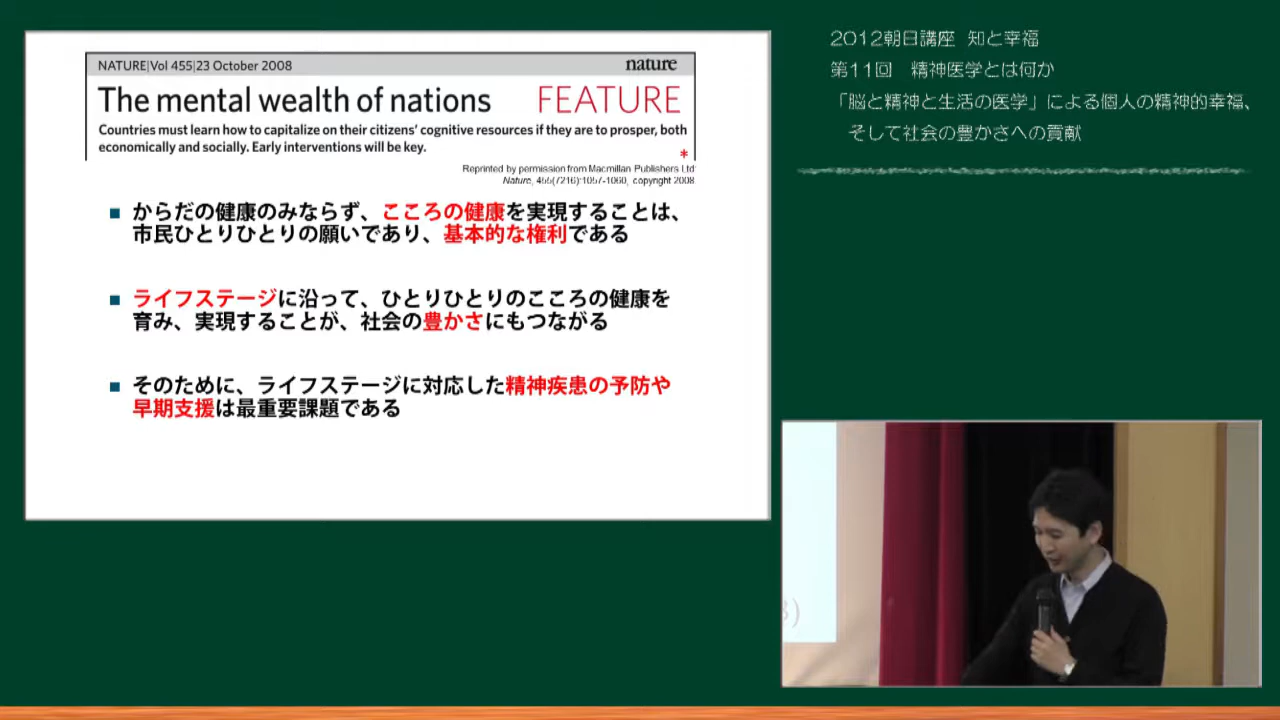 NATURE|Vol 455|23 October 2008
nature
The mental wealth of nations
FEATURE
Countries must learn how to capitalize on their citizens' cognitive resources if they are to prosper, both
economically and socially. Early interventions will be key.
*
Reprinted by permission from Macmillan Publishers Ltd
Nature, 455(7216):1057-1060, copyright 2008
■ からだの健康のみならず、こころの健康を実現することは、
市民ひとりひとりの願いであり、基本的な権利である
■ ライフステージに沿って、ひとりひとりのこころの健康を
育み、実現することが、社会の豊かさにもつながる
■ そのために、ライフステージに対応した精神疾患の予防や
早期支援は最重要課題である
2012朝日講座 知と幸福
第11回 精神医学とは何か
「脳と精神と生活の医学」による個人の精神的幸福、
そして社会の豊かさへの貢献